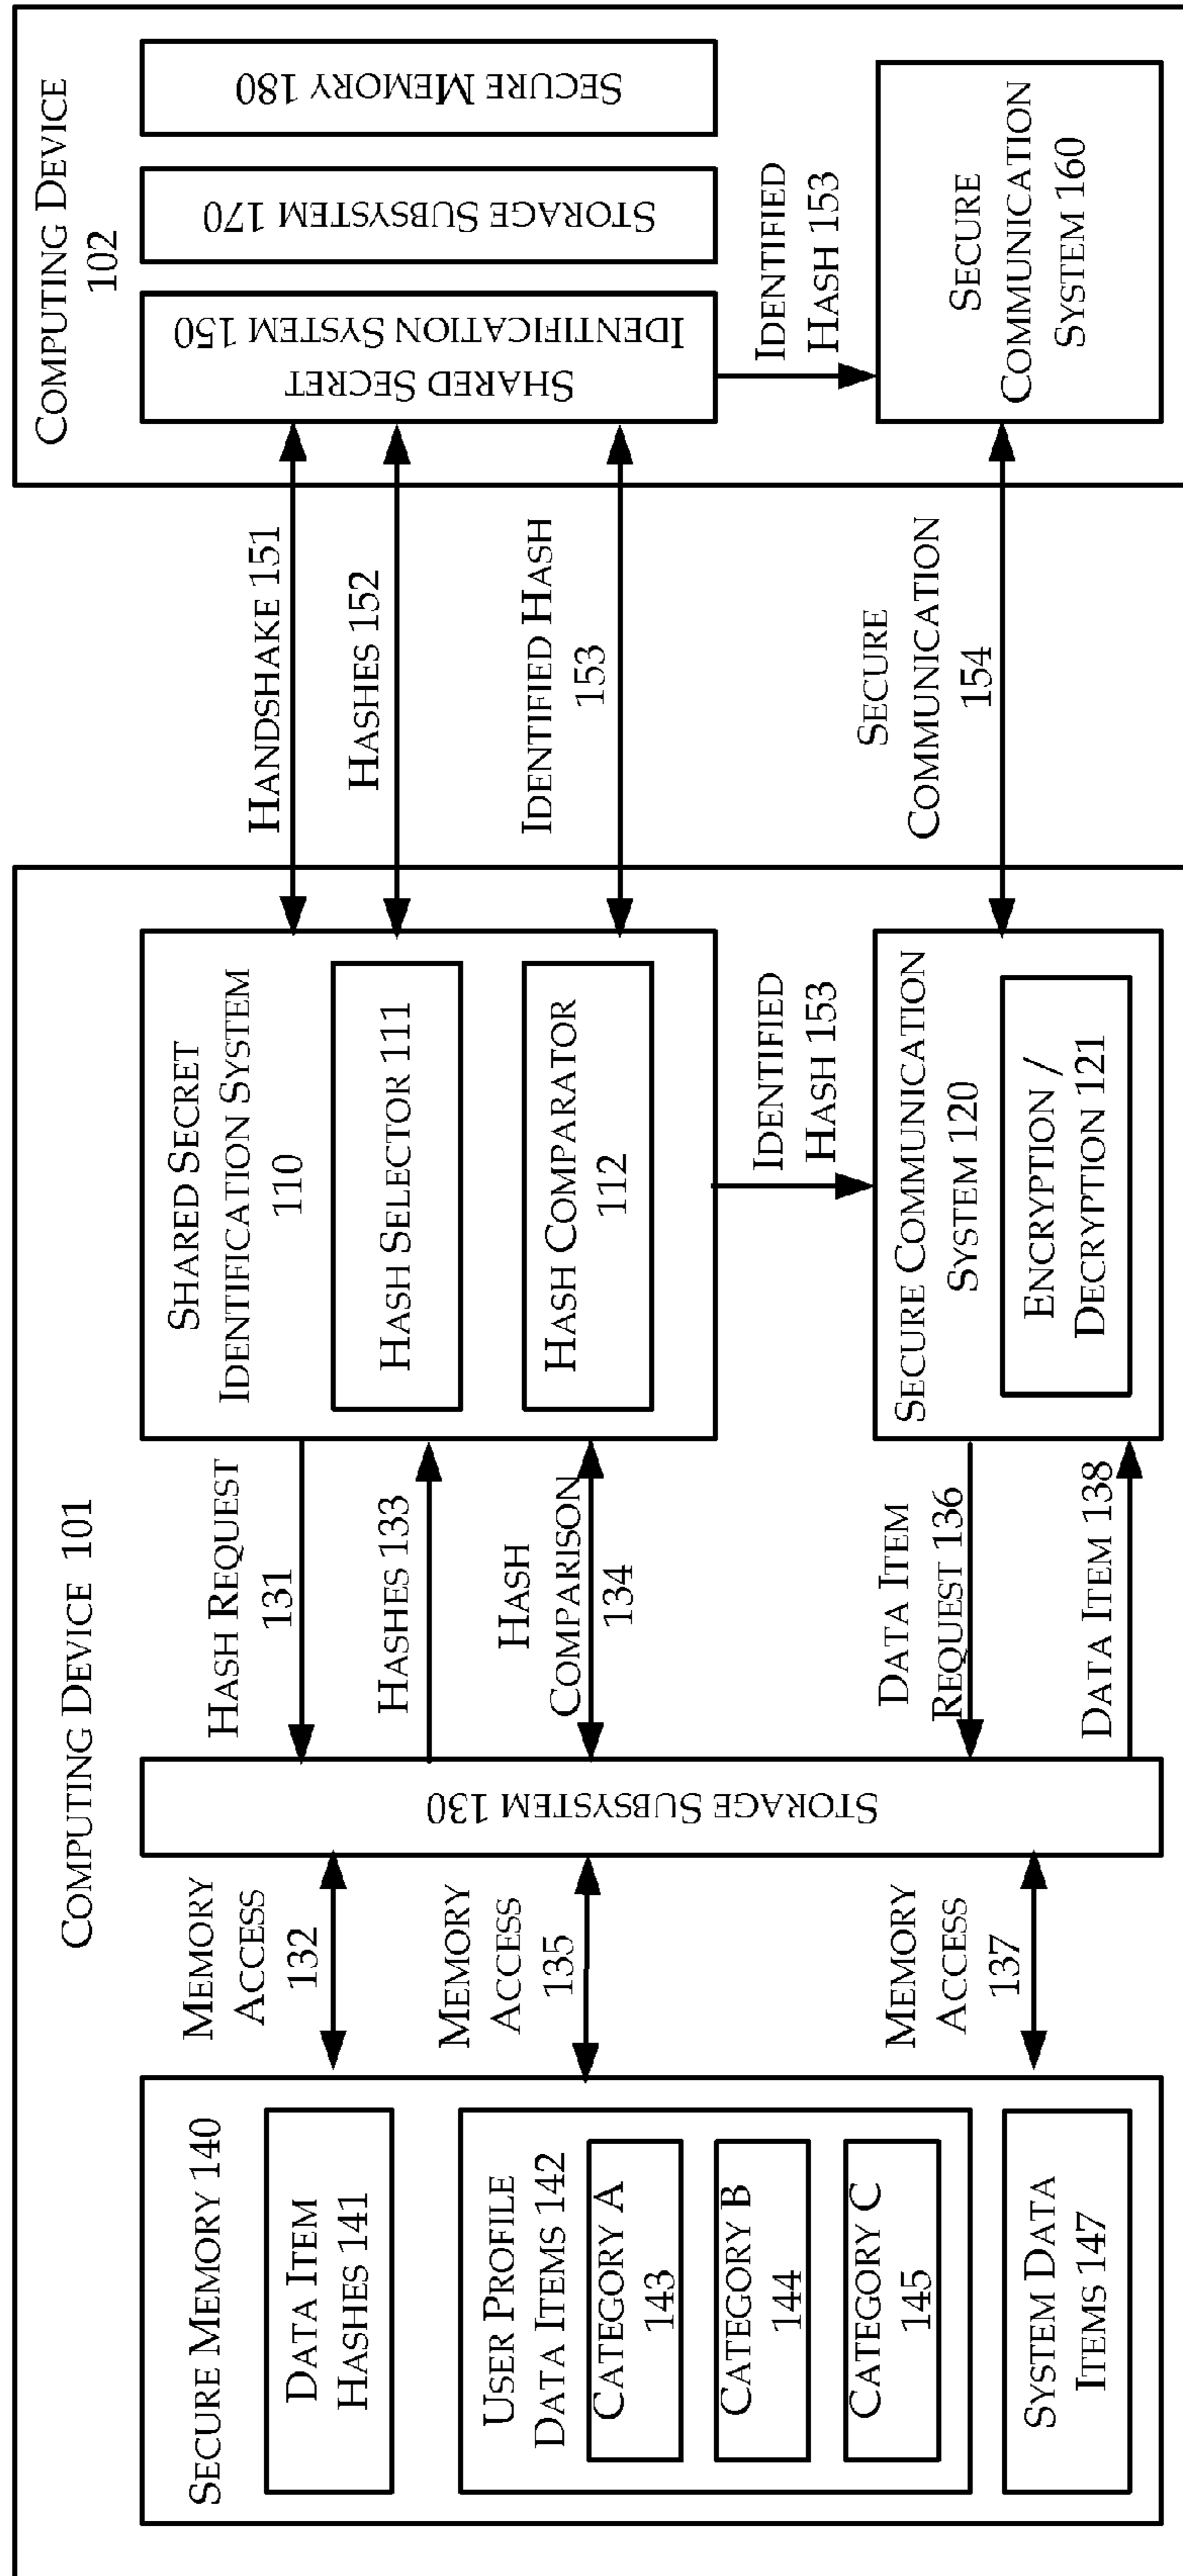 COMPUTING DEVICE 101
SECURE MEMORY 140
DATA ITEM
HASHES 141
USER PROFILE
DATA ITEMS 142
CATEGORY A
143
CATEGORY B
144
CATEGORY C
145
SYSTEM DATA
ITEMS 147
MEMORY
ACCESS
132
MEMORY
ACCESS
135
MEMORY
ACCESS
137
STORAGE SUBSYSTEM 130
HASH REQUEST
131
HASHES 133
HASH
COMPARISON
134
DATA ITEM
REQUEST 136
DATA ITEM 138
SHARED SECRET
IDENTIFICATION SYSTEM
110
HASH SELECTOR 111
HASH COMPARATOR
112
IDENTIFIED
HASH 153
SECURE COMMUNICATION
SYSTEM 120
ENCRYPTION /
DECRYPTION 121
HANDSHAKE 151
HASHES 152
IDENTIFIED HASH
153
SECURE
COMMUNICATION
154
COMPUTING DEVICE
102
SHARED SECRET
IDENTIFICATION SYSTEM 150
STORAGE SUBSYSTEM 170
SECURE MEMORY 180
IDENTIFIED
HASH 153
SECURE
COMMUNICATION
SYSTEM 160